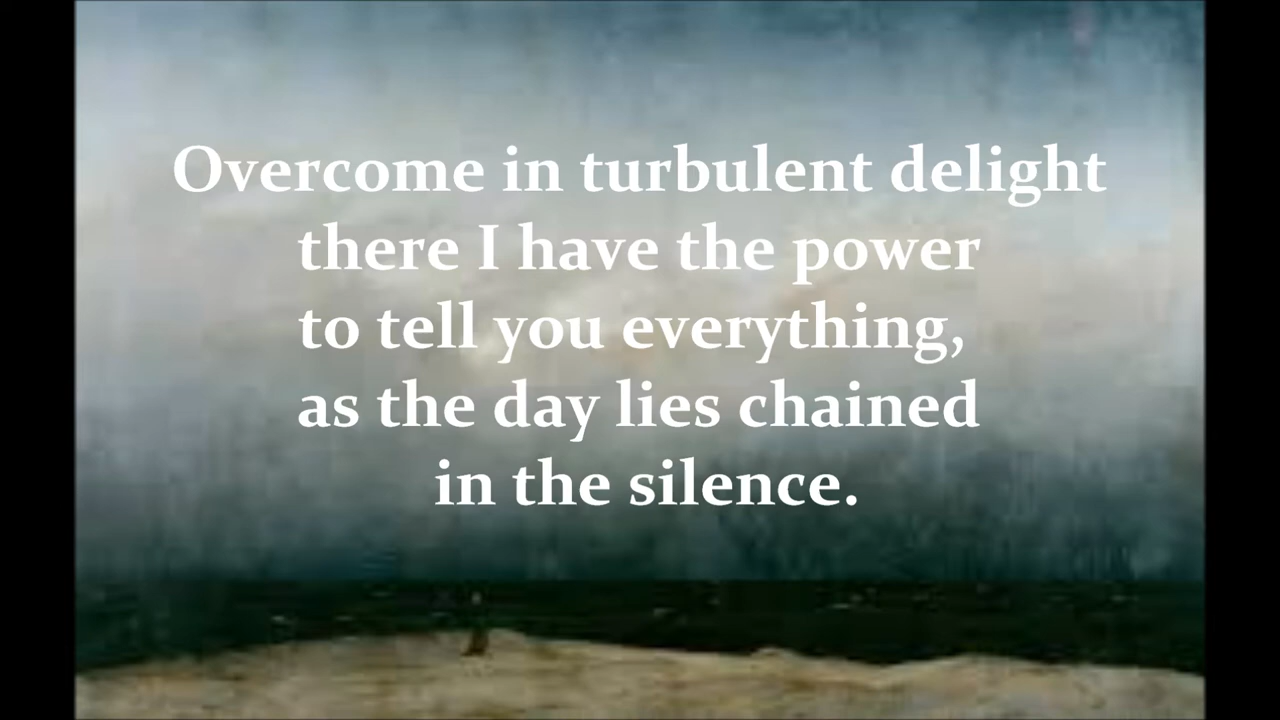 Overcome in turbulent delight
there I have the power
to tell you everything,
as the day lies chained
in the silence.